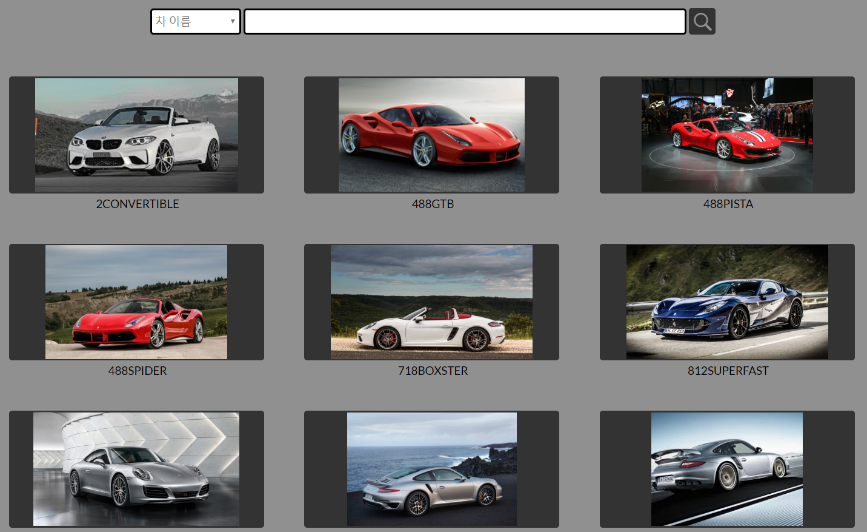 차 이름
2CONVERTIBLE
488GTB
488PISTA
488SPIDER
718BOXSTER
812SUPERFAST